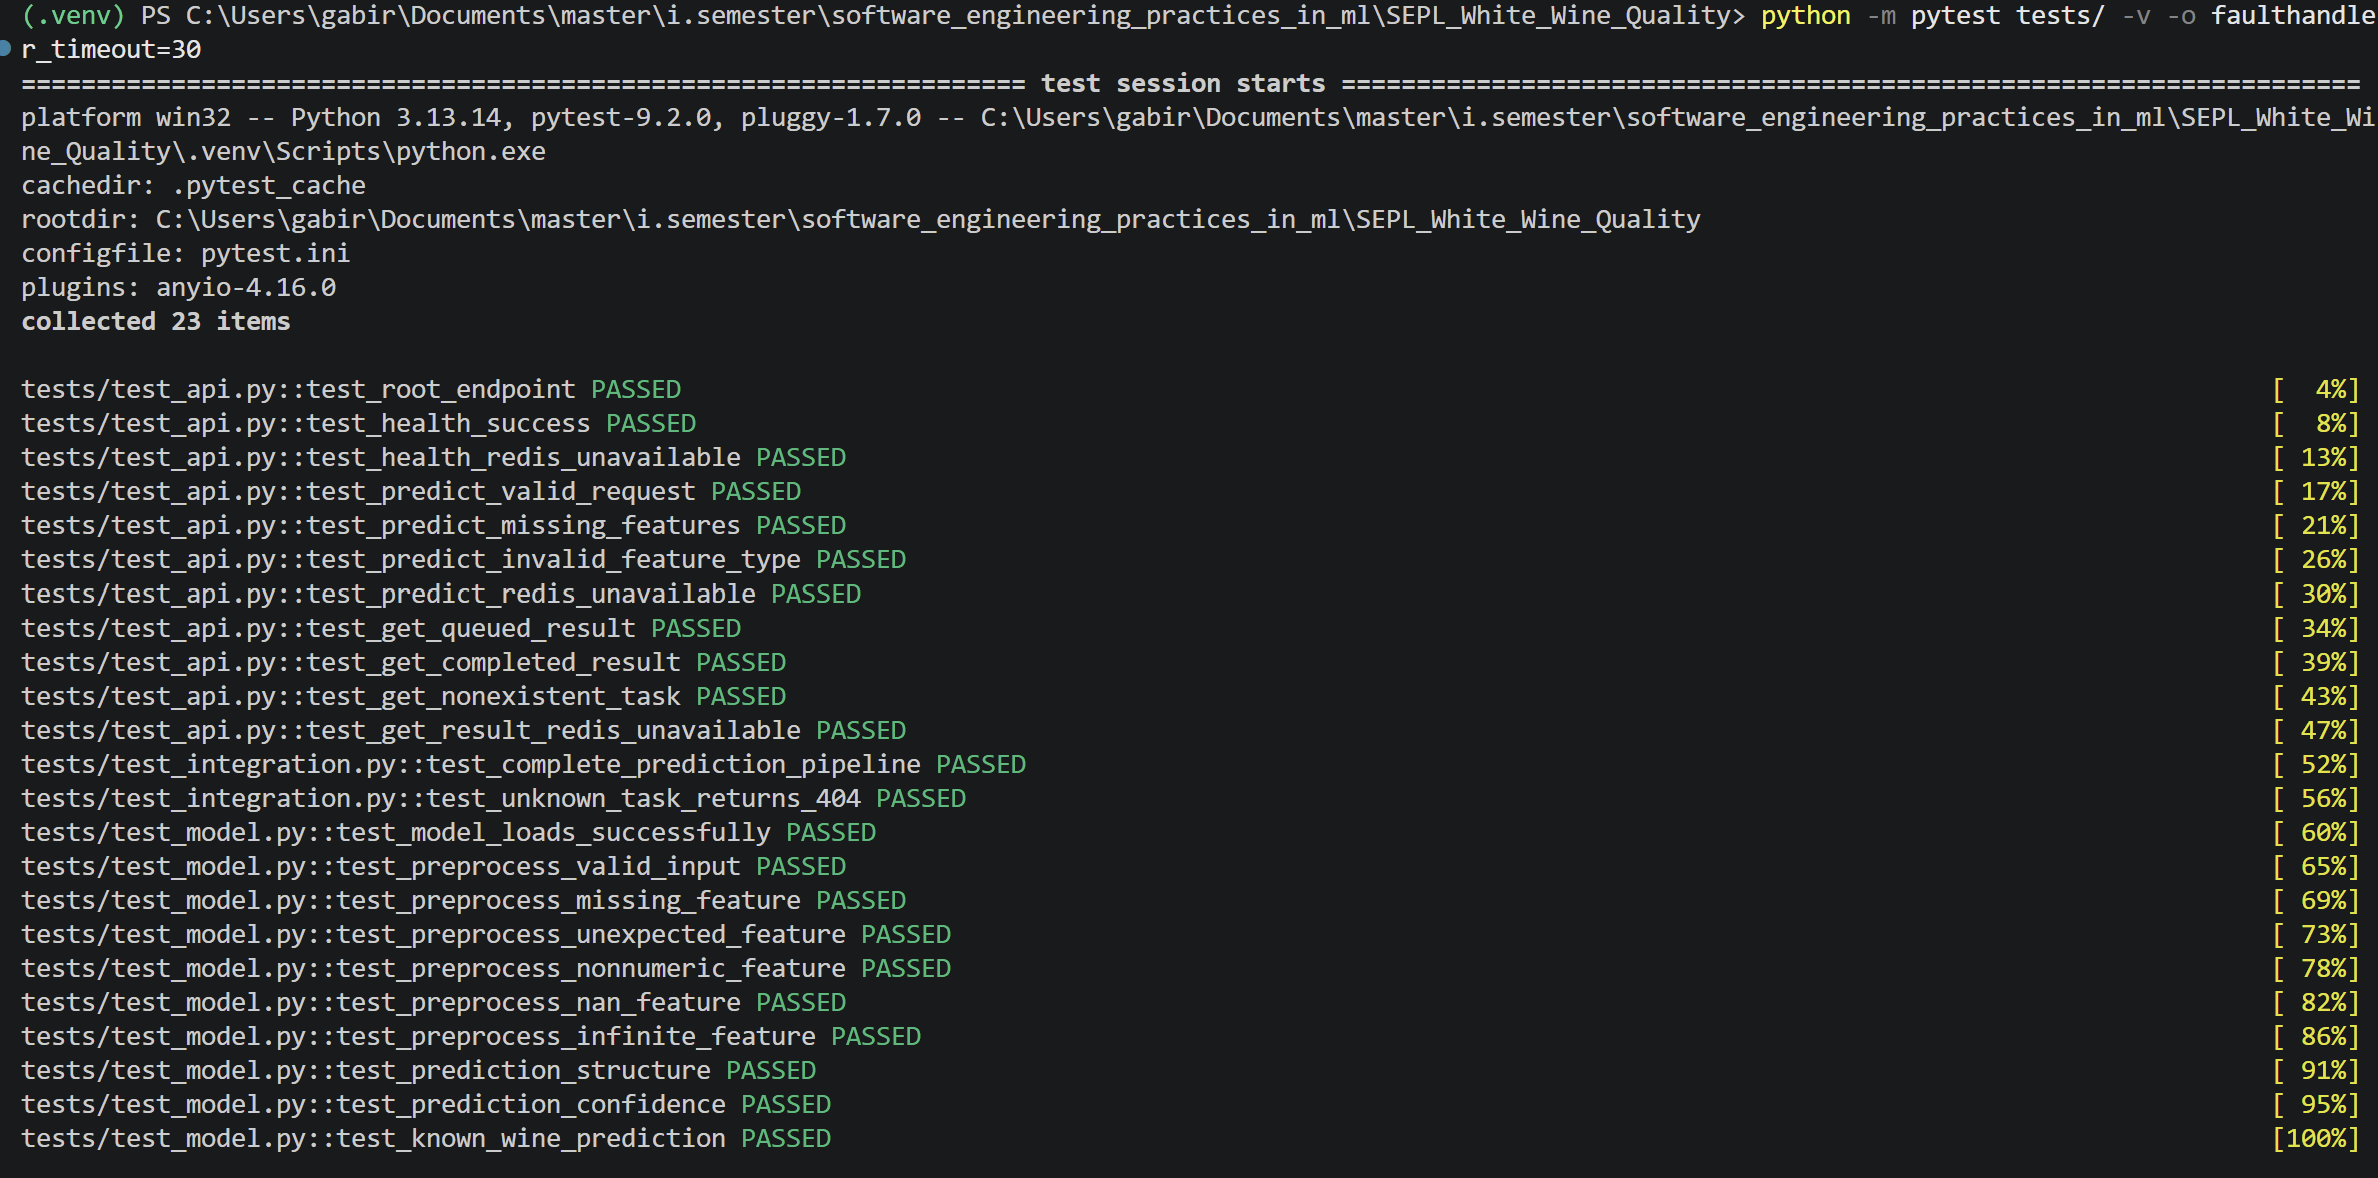 (.venv) PS C:\Users\gabir\Documents\master\i.semester\software_engineering_practices_in_ml\SEPL_White_Wine_Quality> python -m pytest tests/ -v -o faulthandle
r_timeout=30
=================================================================== test session starts ====================================================================
platform win32 -- Python 3.13.14, pytest-9.2.0, pluggy-1.7.0 -- C:\Users\gabir\Documents\master\i.semester\software_engineering_practices_in_ml\SEPL_White_Wi
ne_Quality\.venv\Scripts\python.exe
cachedir: .pytest_cache
rootdir: C:\Users\gabir\Documents\master\i.semester\software_engineering_practices_in_ml\SEPL_White_Wine_Quality
configfile: pytest.ini
plugins: anyio-4.16.0
collected 23 items
tests/test_api.py::test_root_endpoint PASSED [  4%]
tests/test_api.py::test_health_success PASSED [  8%]
tests/test_api.py::test_health_redis_unavailable PASSED [ 13%]
tests/test_api.py::test_predict_valid_request PASSED [ 17%]
tests/test_api.py::test_predict_missing_features PASSED [ 21%]
tests/test_api.py::test_predict_invalid_feature_type PASSED [ 26%]
tests/test_api.py::test_predict_redis_unavailable PASSED [ 30%]
tests/test_api.py::test_get_queued_result PASSED [ 34%]
tests/test_api.py::test_get_completed_result PASSED [ 39%]
tests/test_api.py::test_get_nonexistent_task PASSED [ 43%]
tests/test_api.py::test_get_result_redis_unavailable PASSED [ 47%]
tests/test_integration.py::test_complete_prediction_pipeline PASSED [ 52%]
tests/test_integration.py::test_unknown_task_returns_404 PASSED [ 56%]
tests/test_model.py::test_model_loads_successfully PASSED [ 60%]
tests/test_model.py::test_preprocess_valid_input PASSED [ 65%]
tests/test_model.py::test_preprocess_missing_feature PASSED [ 69%]
tests/test_model.py::test_preprocess_unexpected_feature PASSED [ 73%]
tests/test_model.py::test_preprocess_nonnumeric_feature PASSED [ 78%]
tests/test_model.py::test_preprocess_nan_feature PASSED [ 82%]
tests/test_model.py::test_preprocess_infinite_feature PASSED [ 86%]
tests/test_model.py::test_prediction_structure PASSED [ 91%]
tests/test_model.py::test_prediction_confidence PASSED [ 95%]
tests/test_model.py::test_known_wine_prediction PASSED [100%]